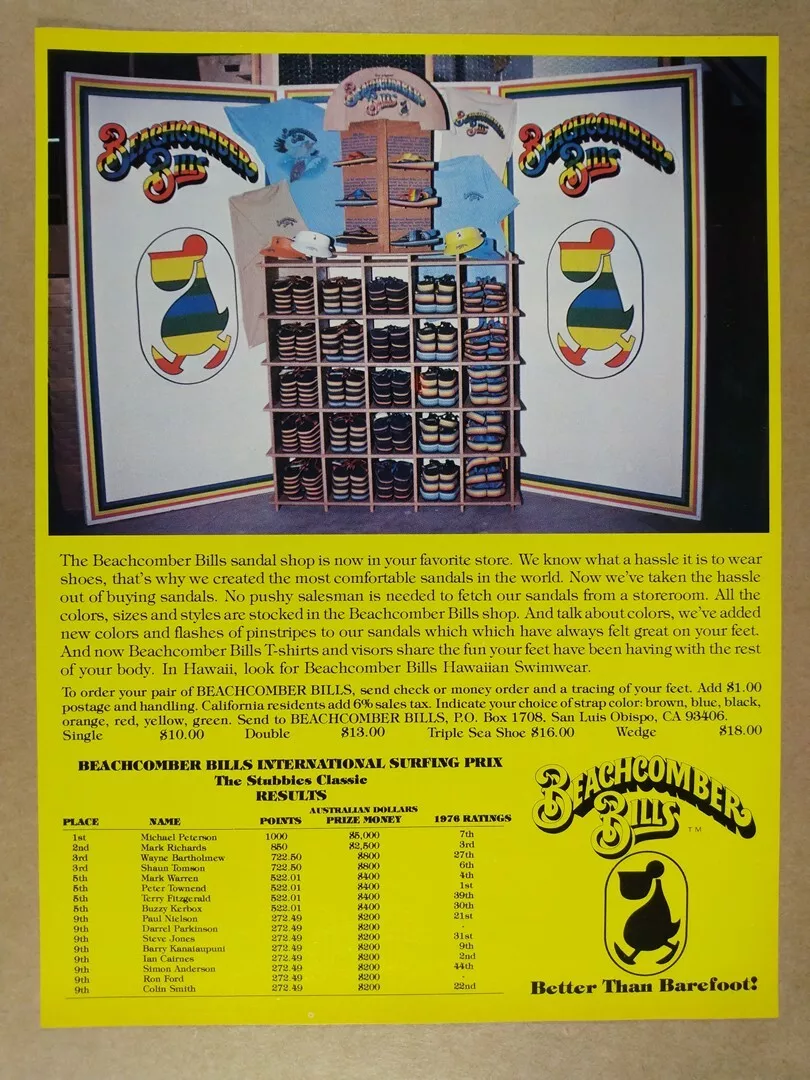 BEACHCOMBER
BILLS
BEACHCOMBERS
BILLS
BEACHCOMBER
BILLS
BEACHCOMBER
BILLS
The Beachcomber Bills sandal shop is now in your favorite store. We know what a hassle it is to wear
shoes, that's why we created the most comfortable sandals in the world. Now we've taken the hassle
out of buying sandals. No pushy salesman is needed to fetch our sandals from a storeroom. All the
colors, sizes and styles are stocked in the Beachcomber Bills shop. And talk about colors, we've added
new colors and flashes of pinstripes to our sandals which which have always felt great on your feet.
And now Beachcomber Bills T-shirts and visors share the fun your feet have been having with the rest
of your body. In Hawaii, look for Beachcomber Bills Hawaiian Swimwear.
To order your pair of BEACHCOMBER BILLS, send check or money order and a tracing of your feet. Add $1.00
postage and handling. California residents add 6% sales tax. Indicate your choice of strap color: brown, blue, black,
orange, red, yellow, green. Send to BEACHCOMBER BILLS, P.O. Box 1708, San Luis Obispo, CA 93406.
Single $10.00 Double $13.00 Triple Sea Shoe $16.00 Wedge $18.00
BEACHCOMBER BILLS INTERNATIONAL SURFING PRIX
The Stubbies Classic
RESULTS
AUSTRALIAN DOLLARS
PLACE NAME POINTS PRIZE MONEY 1976 RATINGS
1st Michael Peterson 1000 $5,000 7th
2nd Mark Richards 850 $2,500 3rd
3rd Wayne Bartholmew 722.50 $800 27th
3rd Shaun Tomson 722.50 $800 6th
5th Mark Warren 522.01 $400 4th
5th Peter Townend 522.01 $400 1st
5th Terry Fitzgerald 522.01 $400 39th
5th Buzzy Kerbox 522.01 $400 30th
9th Paul Nielson 272.49 $200 21st
9th Darrel Parkinson 272.49 $200 .
9th Steve Jones 272.49 $200 31st
9th Barry Kanaiaupuni 272.49 $200 9th
9th Ian Cairnes 272.49 $200 2nd
9th Simon Anderson 272.49 $200 44th
9th Ron Ford 272.49 $200 .
9th Colin Smith 272.49 $200 22nd
BEACHCOMBER
BILLS
TM
Better Than Barefoot!